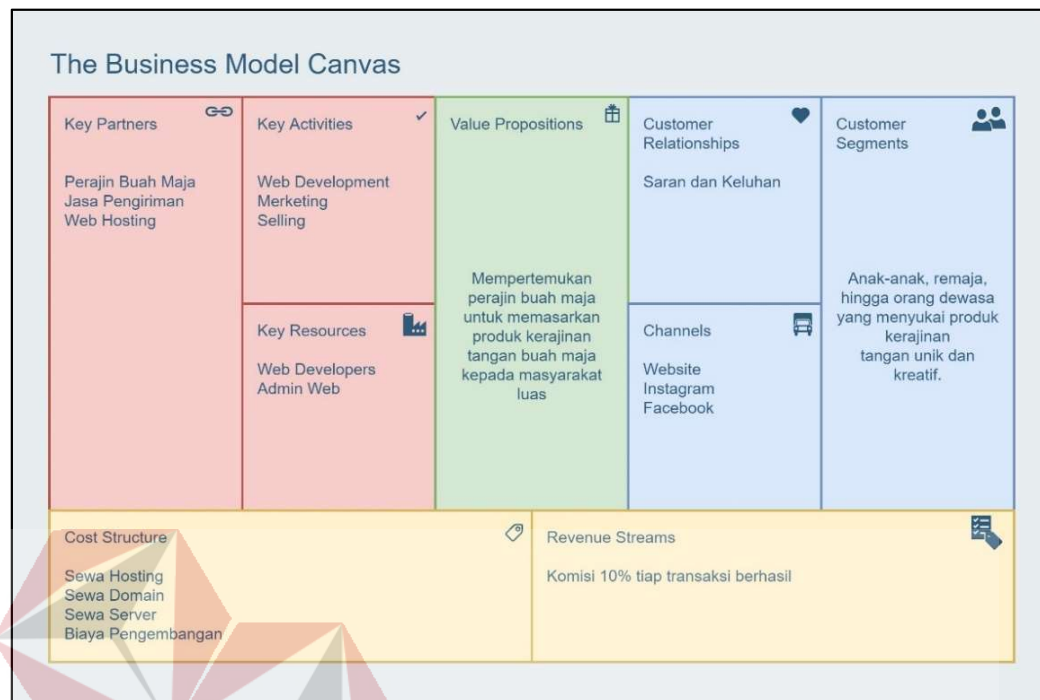 The Business Model Canvas
Key Partners
Perajin Buah Maja
Jasa Pengiriman
Web Hosting
Key Activities
Web Development
Merketing
Selling
Key Resources
Web Developers
Admin Web
Value Propositions
Mempertemukan
perajin buah maja
untuk memasarkan
produk kerajinan
tangan buah maja
kepada masyarakat
luas
Customer
Relationships
Saran dan Keluhan
Channels
Website
Instagram
Facebook
Customer
Segments
Anak-anak, remaja,
hingga orang dewasa
yang menyukai produk
kerajinan
tangan unik dan
kreatif.
Cost Structure
Sewa Hosting
Sewa Domain
Sewa Server
Biaya Pengembangan
Revenue Streams
Komisi 10% tiap transaksi berhasil